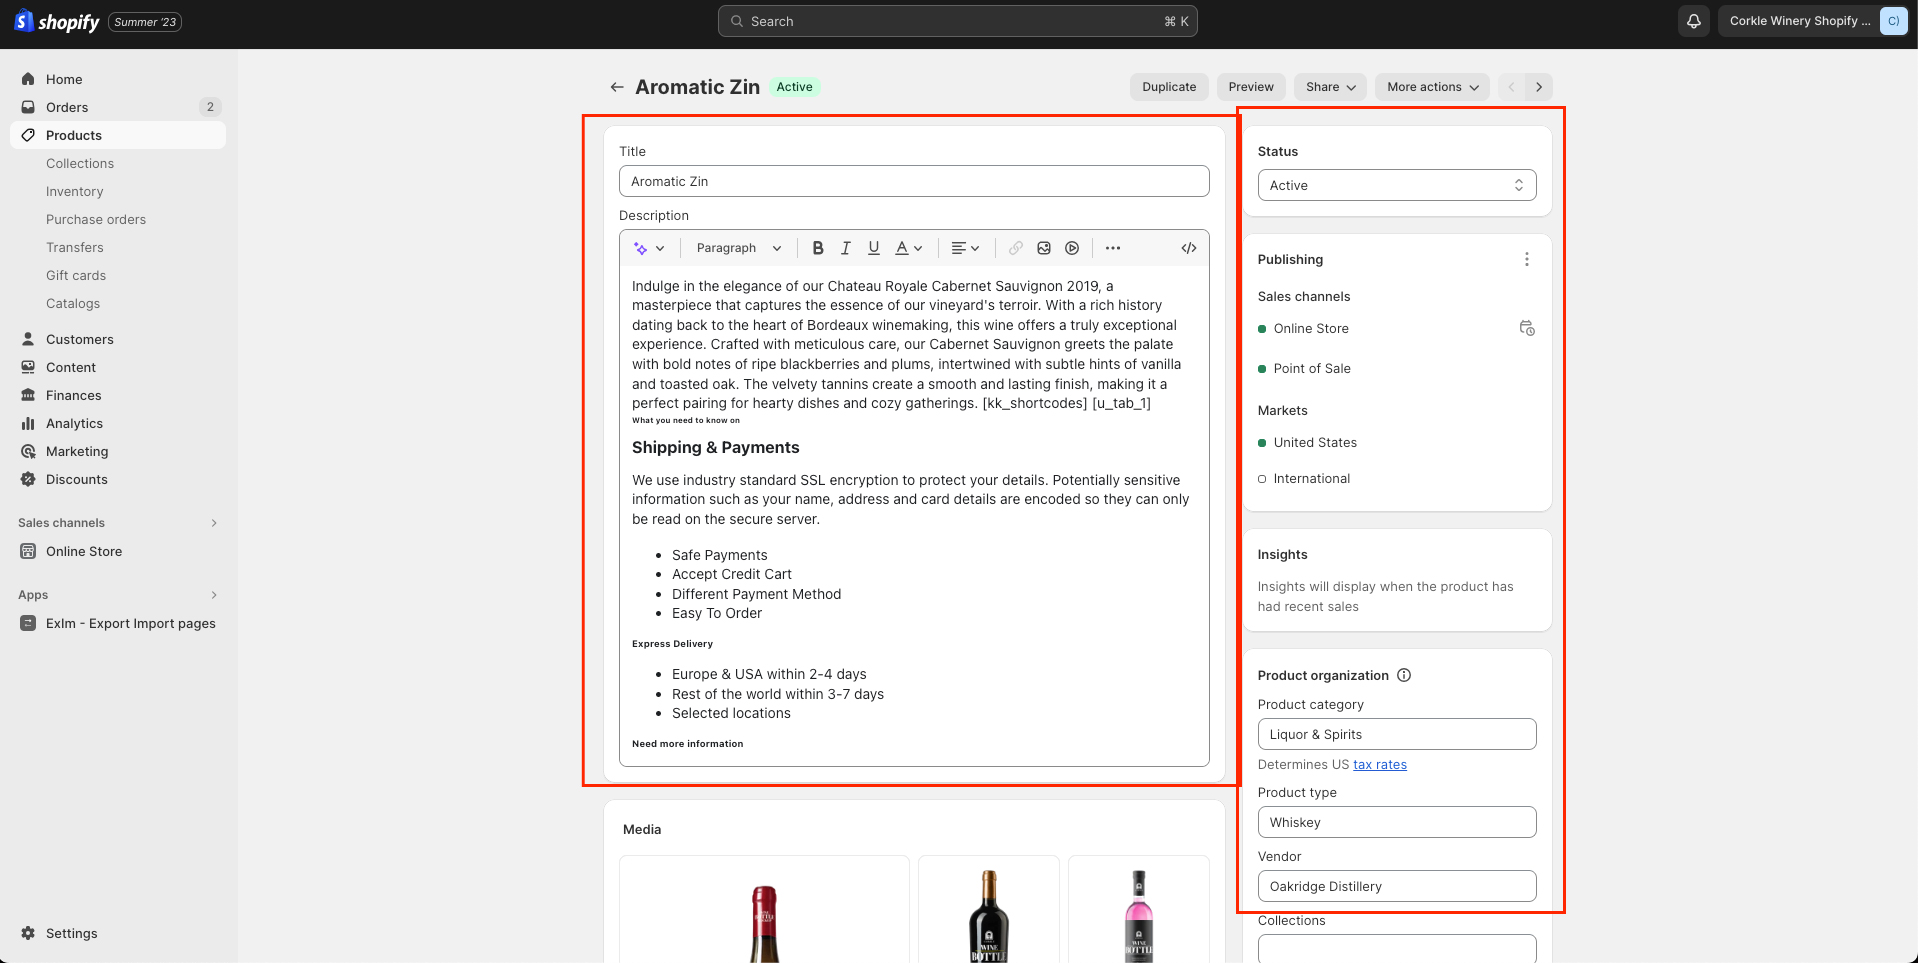 shopify
Summer '23
Search
⌘ K
Corkle Winery Shopify ...
C)
Home
Orders
2
Products
Collections
Inventory
Purchase orders
Transfers
Gift cards
Catalogs
Customers
Content
Finances
Analytics
Marketing
Discounts
Sales channels
Online Store
Apps
ExIm - Export Import pages
Settings
Aromatic Zin
Active
Duplicate
Preview
Share
More actions
Title
Aromatic Zin
Description
Paragraph
B I U A
Indulge in the elegance of our Chateau Royale Cabernet Sauvignon 2019, a
masterpiece that captures the essence of our vineyard's terroir. With a rich history
dating back to the heart of Bordeaux winemaking, this wine offers a truly exceptional
experience. Crafted with meticulous care, our Cabernet Sauvignon greets the palate
with bold notes of ripe blackberries and plums, intertwined with subtle hints of vanilla
and toasted oak. The velvety tannins create a smooth and lasting finish, making it a
perfect pairing for hearty dishes and cozy gatherings. [kk_shortcodes] [u_tab_1]
What you need to know on
Shipping & Payments
We use industry standard SSL encryption to protect your details. Potentially sensitive
information such as your name, address and card details are encoded so they can only
be read on the secure server.
Safe Payments
Accept Credit Cart
Different Payment Method
Easy To Order
Express Delivery
Europe & USA within 2-4 days
Rest of the world within 3-7 days
Selected locations
Need more information
Media
WINE
BOTTLE
WINE
BOTTLE
WINE
BOTTLE
Status
Active
Publishing
Sales channels
Online Store
Point of Sale
Markets
United States
International
Insights
Insights will display when the product has
had recent sales
Product organization
Product category
Liquor & Spirits
Determines US tax rates
Product type
Whiskey
Vendor
Oakridge Distillery
Collections